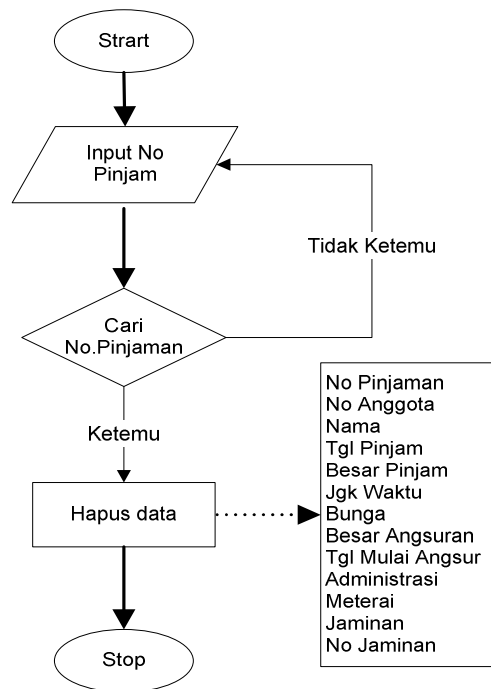 Strart
Input No
Pinjam
Tidak Ketemu
Cari
No.Pinjaman
Ketemu
Hapus data
No Pinjaman
No Anggota
Nama
Tgl Pinjam
Besar Pinjam
Jgk Waktu
Bunga
Besar Angsuran
Tgl Mulai Angsur
Administrasi
Meterai
Jaminan
No Jaminan
Stop